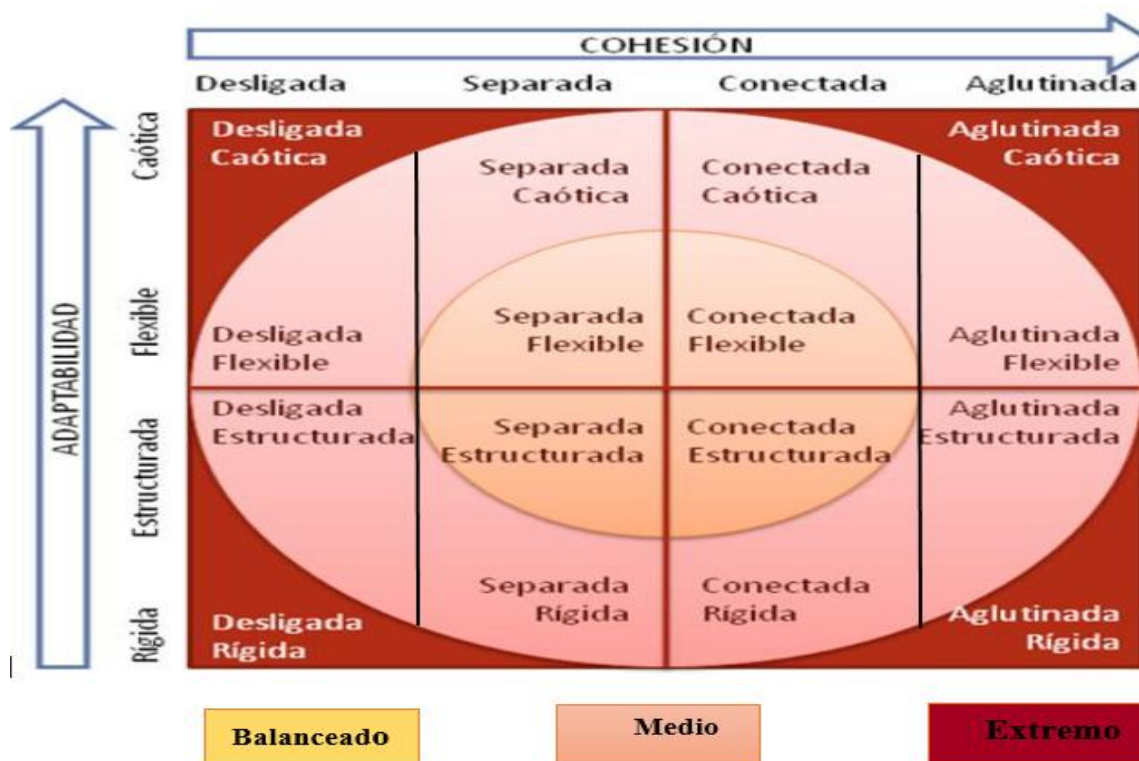 COHESIÓN
Desligada Separada Conectada Aglutinada
ADAPTABILIDAD
Caótica
Flexible
Estructurada
Rígida
Desligada
Caótica
Separada
Caótica
Conectada
Caótica
Aglutinada
Caótica
Desligada
Flexible
Separada
Flexible
Conectada
Flexible
Aglutinada
Flexible
Desligada
Estructurada
Separada
Estructurada
Conectada
Estructurada
Aglutinada
Estructurada
Desligada
Rígida
Separada
Rígida
Conectada
Rígida
Aglutinada
Rígida
Balanceado
Medio
Extremo